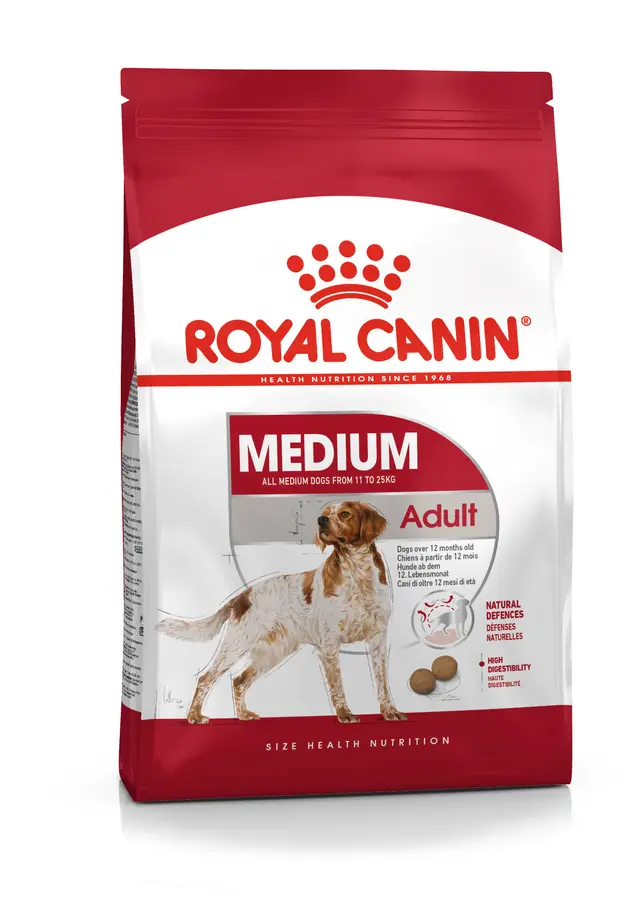 ROYAL CANIN®
HEALTH NUTRITION SINCE 1968
MEDIUM
ALL MEDIUM DOGS FROM 11 TO 25KG
Adult
Dogs over 12 months old
Chiens à partir de 12 mois
Hunde ab dem
12. Lebensmonat
Cani di oltre 12 mesi di età
NATURAL
DEFENCES
DÉFENSES
NATURELLES
HIGH
DIGESTIBILITY
HAUTE
DIGESTIBILITÉ
SIZE HEALTH NUTRITION